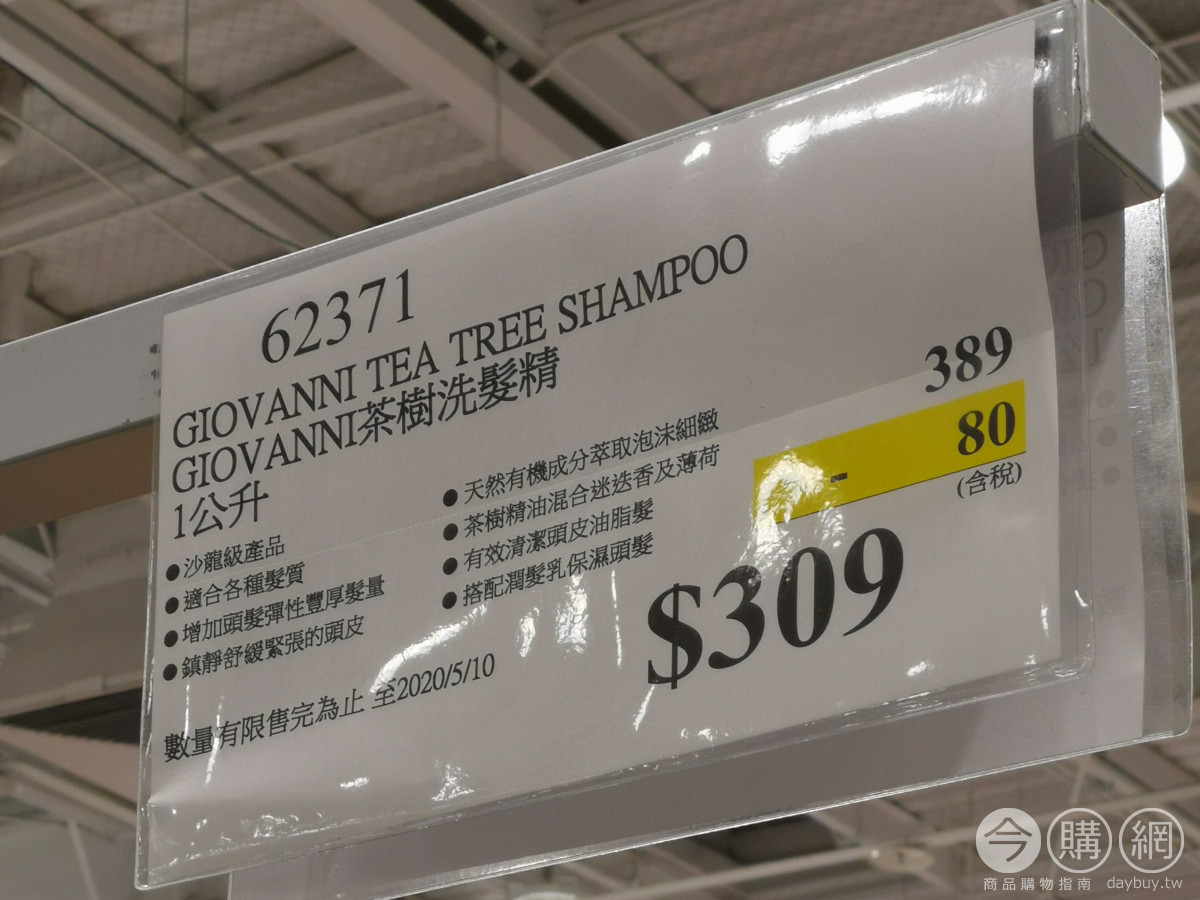 62371
GIOVANNI TEA TREE SHAMPOO
GIOVANNI茶樹洗髮精
1公升
●沙龍級產品
●適合各種髮質
●增加頭髮彈性豐厚髮量
●鎮靜舒緩緊張的頭皮
●天然有機成分萃取泡沫細緻
●茶樹精油混合迷迭香及薄荷
●有效清潔頭皮油脂髮
●搭配潤髮乳保濕頭髮
389
- 80
(含稅)
$309
數量有限售完為止 至2020/5/10
今購網
商品購物指南 daybuy.tw